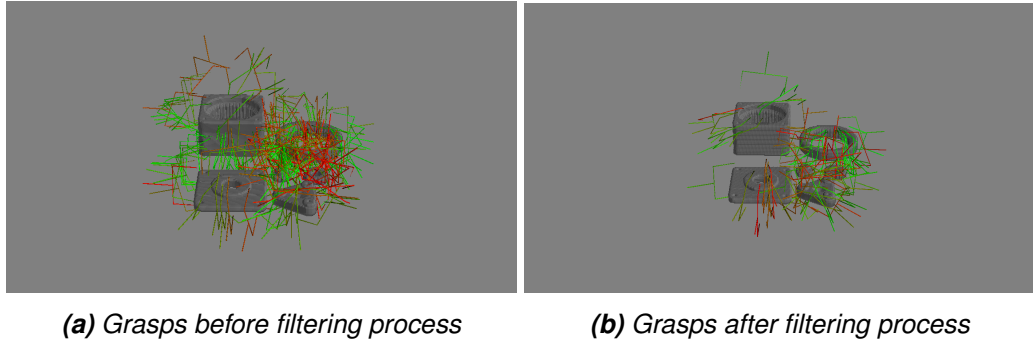 (a) Grasps before filtering process
(b) Grasps after filtering process